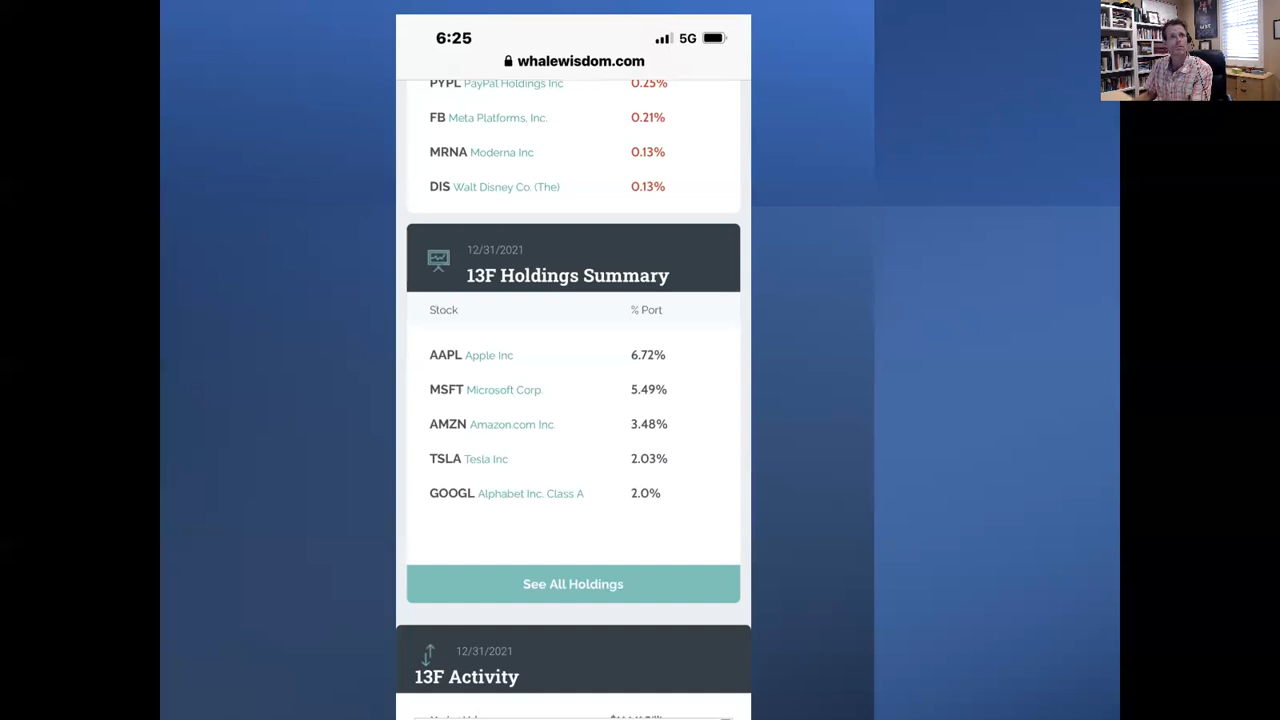 6:25
5G
whalewisdom.com
PYPL PayPal Holdings Inc 0.25%
FB Meta Platforms, Inc. 0.21%
MRNA Moderna Inc 0.13%
DIS Walt Disney Co. (The) 0.13%
12/31/2021
13F Holdings Summary
Stock % Port
AAPL Apple Inc 6.72%
MSFT Microsoft Corp. 5.49%
AMZN Amazon.com Inc. 3.48%
TSLA Tesla Inc 2.03%
GOOGL Alphabet Inc. Class A 2.0%
See All Holdings
12/31/2021
13F Activity